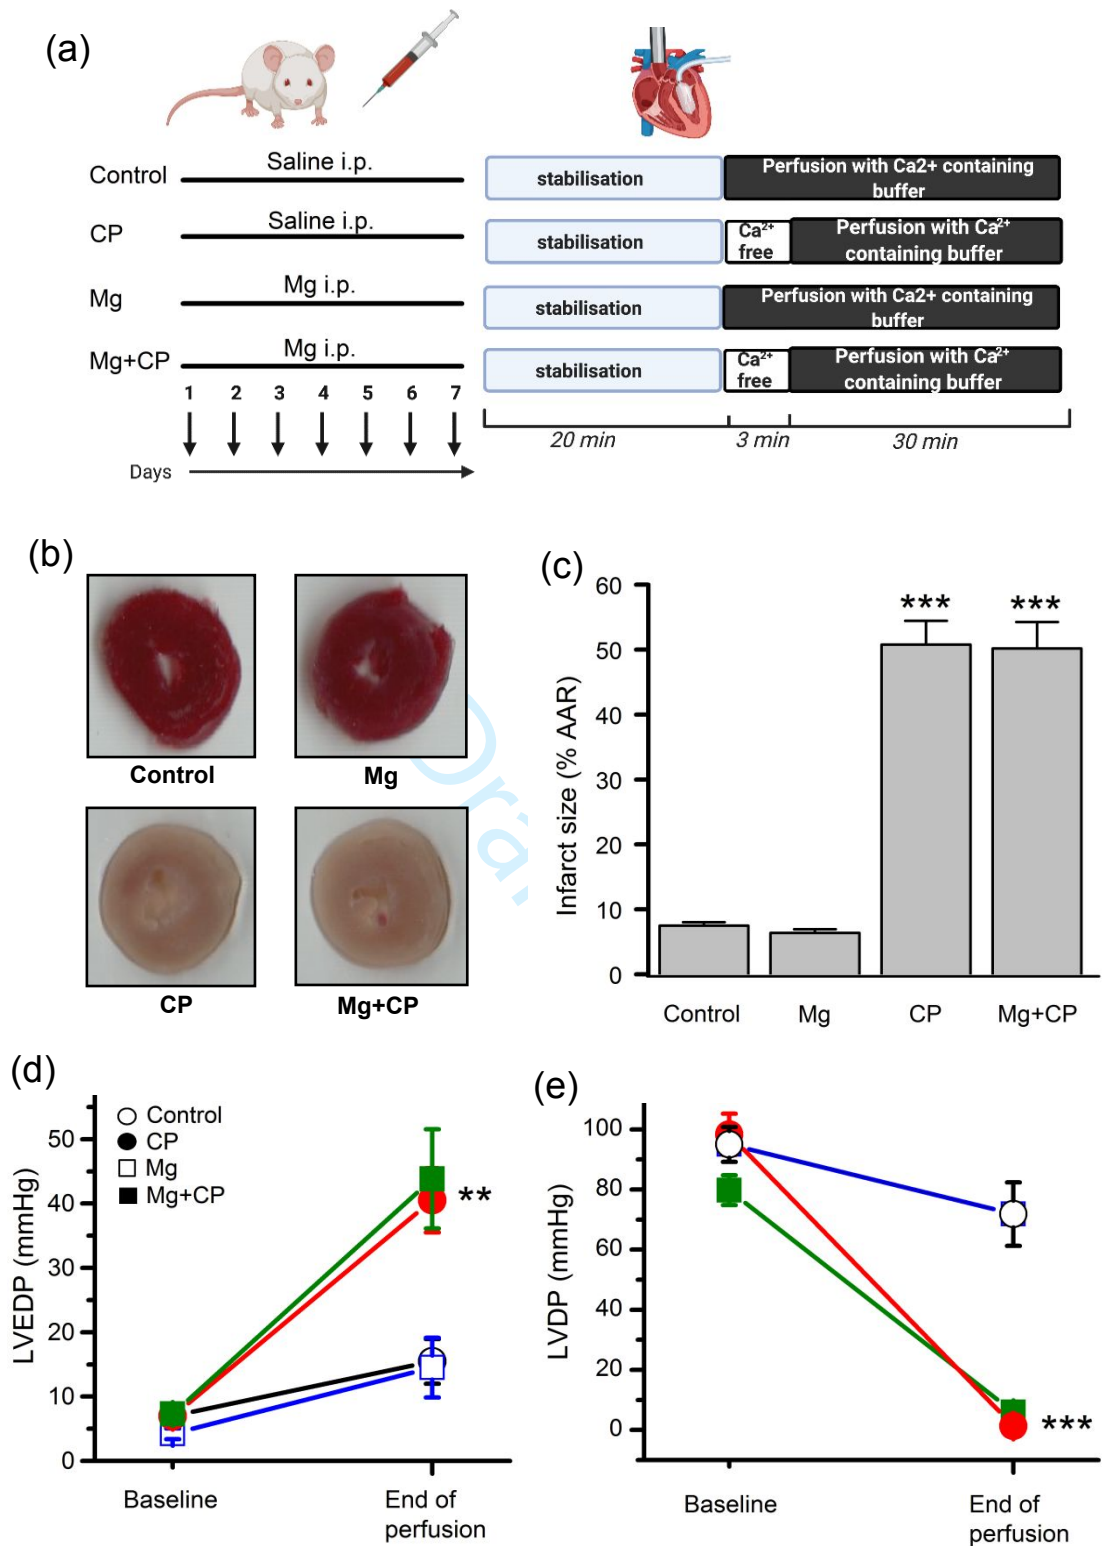 (a)
Control
Saline i.p.
stabilisation
Perfusion with Ca2+ containing
buffer
CP
Saline i.p.
stabilisation
Ca²⁺
free
Perfusion with Ca²⁺
containing buffer
Mg
Mg i.p.
stabilisation
Perfusion with Ca2+ containing
buffer
Mg+CP
Mg i.p.
stabilisation
Ca²⁺
free
Perfusion with Ca²⁺
containing buffer
1 2 3 4 5 6 7
Days
20 min
3 min
30 min
(b)
Control
Mg
CP
Mg+CP
(c)
Infarct size (% AAR)
60
50
40
30
20
10
0
***
***
Control
Mg
CP
Mg+CP
(d)
LVEDP (mmHg)
50
40
30
20
10
0
Control
CP
Mg
Mg+CP
**
Baseline
End of
perfusion
(e)
LVDP (mmHg)
100
80
60
40
20
0
***
Baseline
End of
perfusion